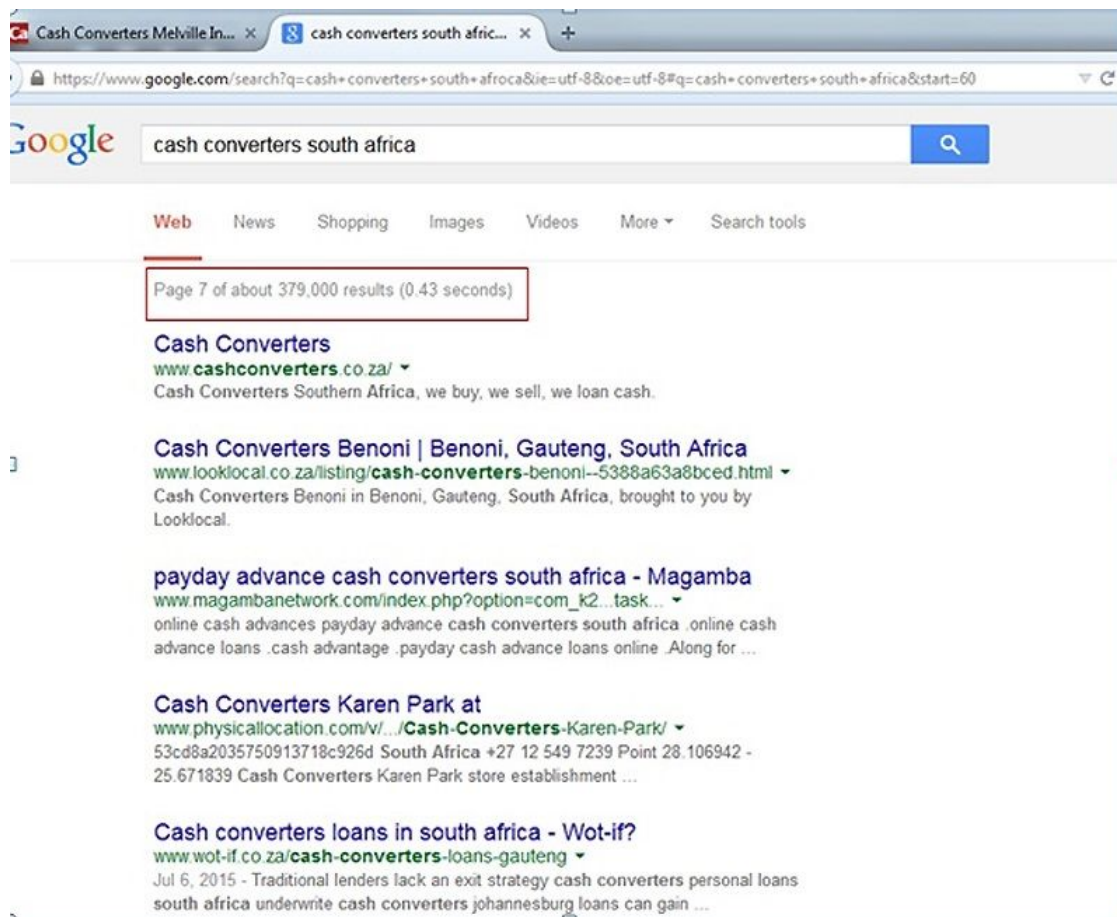 Cash Converters Melville In... ×
cash converters south afric... × +
https://www.google.com/search?q=cash+converters+south+afroca&ie=utf-8&oe=utf-8#q=cash+converters+south+africa&start=60
Google cash converters south africa
Web News Shopping Images Videos More Search tools
Page 7 of about 379,000 results (0.43 seconds)
Cash Converters
www.cashconverters.co.za/
Cash Converters Southern Africa, we buy, we sell, we loan cash.
Cash Converters Benoni | Benoni, Gauteng, South Africa
www.looklocal.co.za/listing/cash-converters-benoni--5388a63a8bced.html
Cash Converters Benoni in Benoni, Gauteng, South Africa, brought to you by
Looklocal.
payday advance cash converters south africa - Magamba
www.magambanetwork.com/index.php?option=com_k2...task...
online cash advances payday advance cash converters south africa .online cash
advance loans .cash advantage .payday cash advance loans online .Along for ...
Cash Converters Karen Park at
www.physicallocation.com/v/.../Cash-Converters-Karen-Park/
53cd8a2035750913718c926d South Africa +27 12 549 7239 Point 28.106942 -
25.671839 Cash Converters Karen Park store establishment ...
Cash converters loans in south africa - Wot-if?
www.wot-if.co.za/cash-converters-loans-gauteng
Jul 6, 2015 - Traditional lenders lack an exit strategy cash converters personal loans
south africa underwrite cash converters johannesburg loans can gain ...